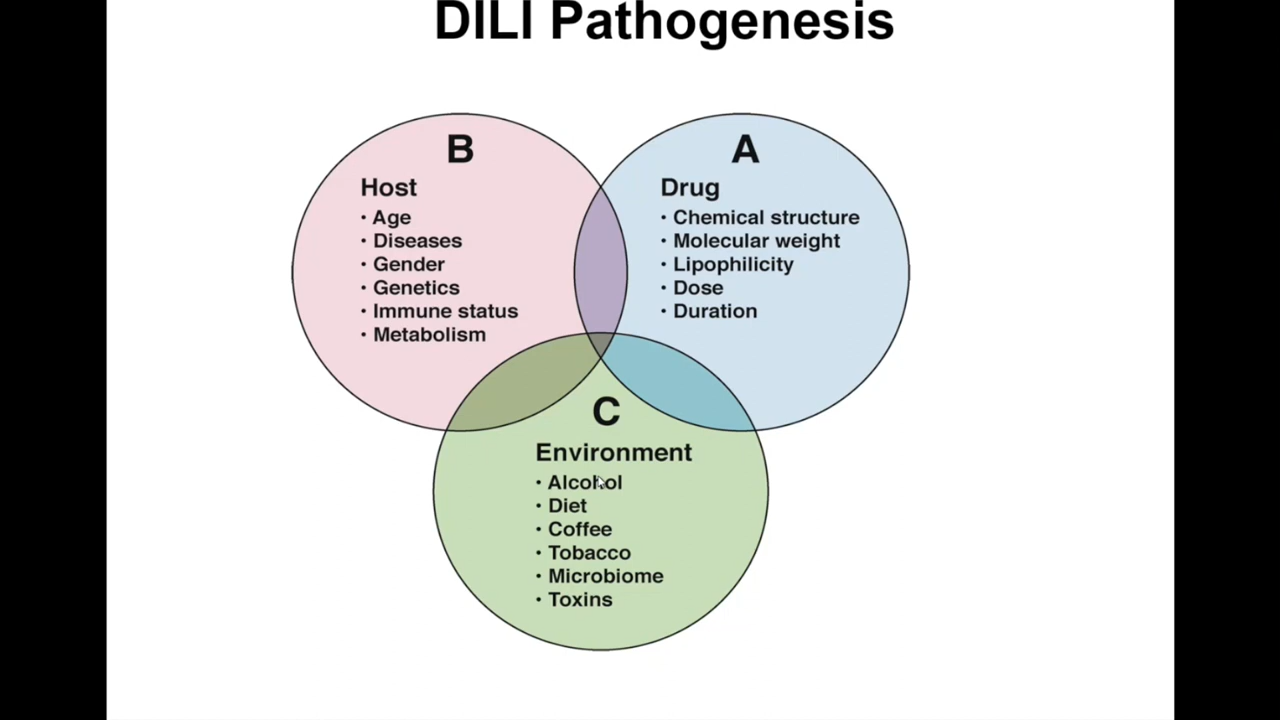 DILI Pathogenesis
B
Host
• Age
• Diseases
• Gender
• Genetics
• Immune status
• Metabolism
A
Drug
• Chemical structure
• Molecular weight
• Lipophilicity
• Dose
• Duration
C
Environment
• Alcohol
• Diet
• Coffee
• Tobacco
• Microbiome
• Toxins